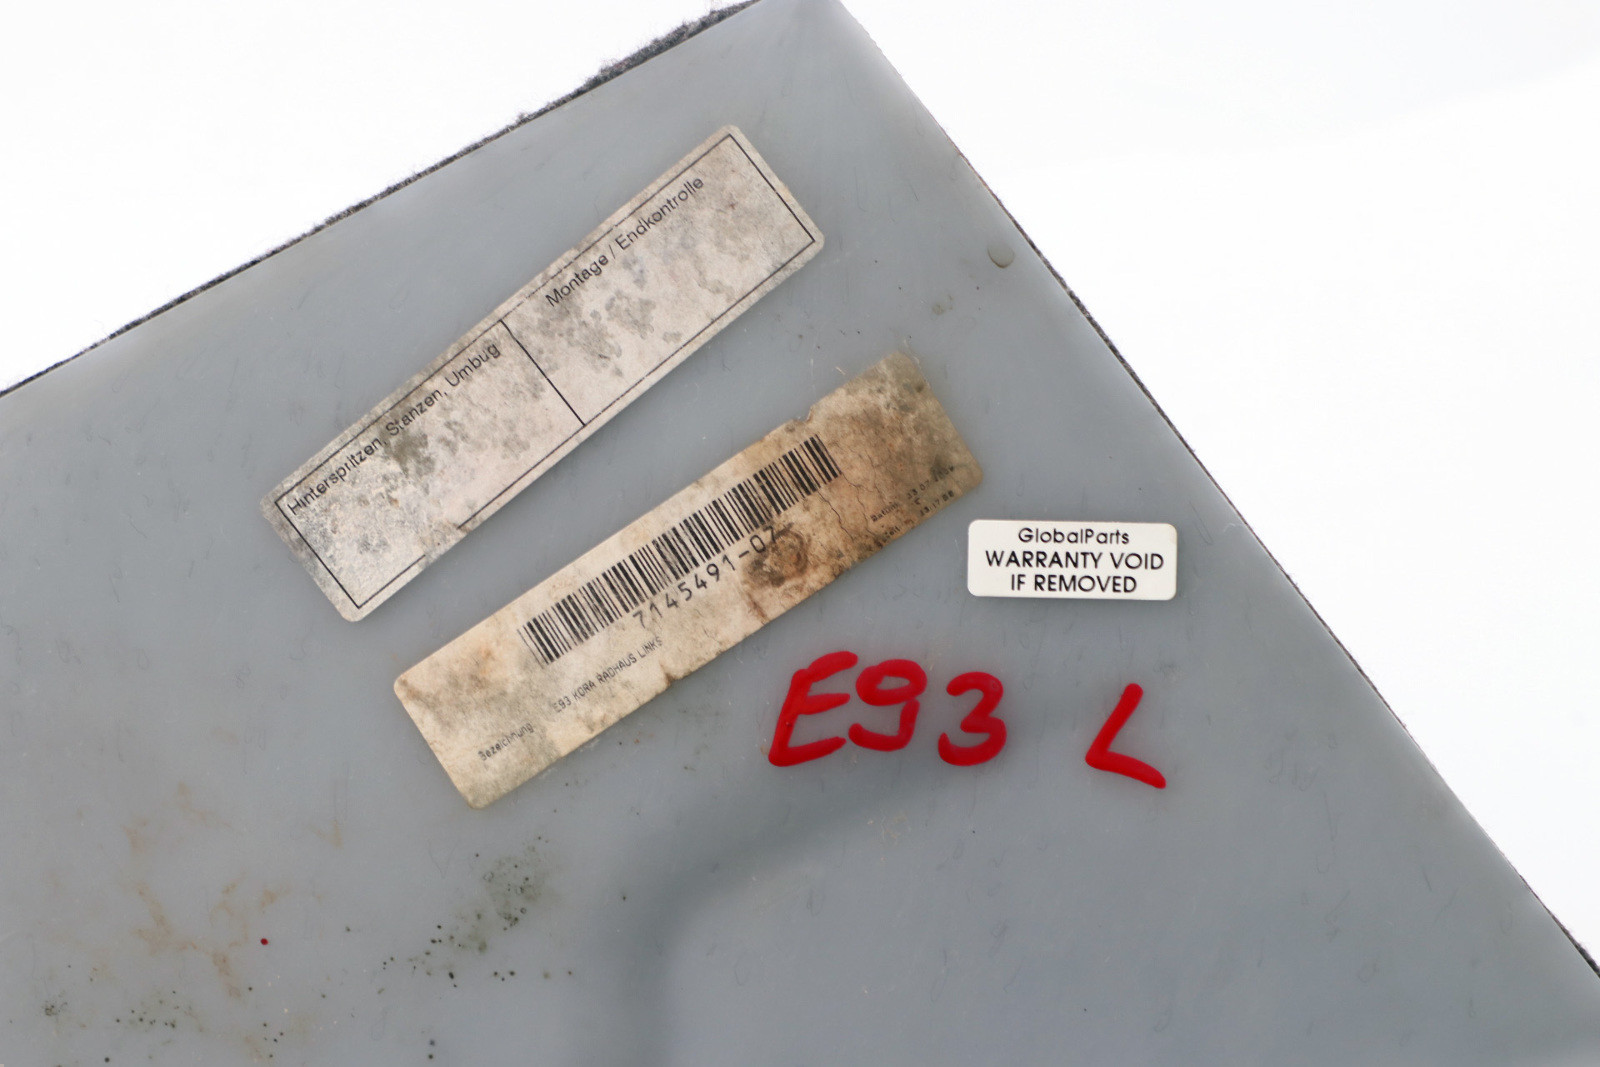 Hinterspritzen, Stanzen, Umbug
Montage / Endkontrolle
7145491-07
Bezeichnung E93 KORA RADHAUS LINKS
GlobalParts
WARRANTY VOID
IF REMOVED
E93 L